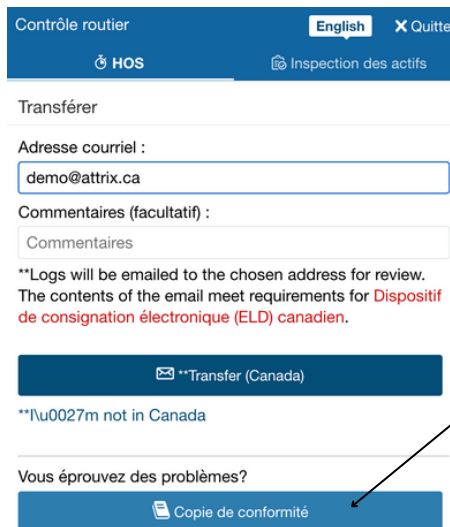 Contrôle routier English X Quitte
HOS Inspection des actifs
Transférer
Adresse courriel :
demo@attrix.ca
Commentaires (facultatif) :
Commentaires
**Logs will be emailed to the chosen address for review.
The contents of the email meet requirements for Dispositif
de consignation électronique (ELD) canadien.
**Transfer (Canada)
**I\u0027m not in Canada
Vous éprouvez des problèmes?
Copie de conformité